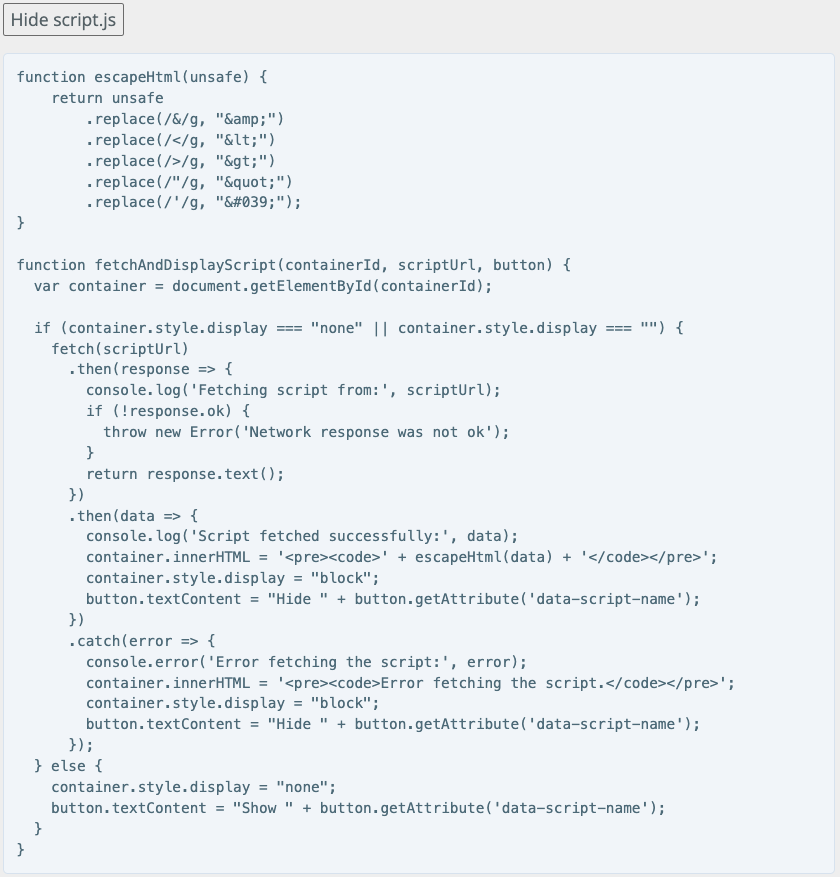 Hide script.js
function escapeHtml(unsafe) {
    return unsafe
        .replace(/&/g, "&amp;")
        .replace(/</g, "&lt;")
        .replace(/>/g, "&gt;")
        .replace(/"/g, "&quot;")
        .replace(/'/g, "&#039;");
}

function fetchAndDisplayScript(containerId, scriptUrl, button) {
  var container = document.getElementById(containerId);

  if (container.style.display === "none" || container.style.display === "") {
    fetch(scriptUrl)
      .then(response => {
        console.log('Fetching script from:', scriptUrl);
        if (!response.ok) {
          throw new Error('Network response was not ok');
        }
        return response.text();
      })
      .then(data => {
        console.log('Script fetched successfully:', data);
        container.innerHTML = '<pre><code>' + escapeHtml(data) + '</code></pre>';
        container.style.display = "block";
        button.textContent = "Hide " + button.getAttribute('data-script-name');
      })
      .catch(error => {
        console.error('Error fetching the script:', error);
        container.innerHTML = '<pre><code>Error fetching the script.</code></pre>';
        container.style.display = "block";
        button.textContent = "Hide " + button.getAttribute('data-script-name');
      });
  } else {
    container.style.display = "none";
    button.textContent = "Show " + button.getAttribute('data-script-name');
  }
}